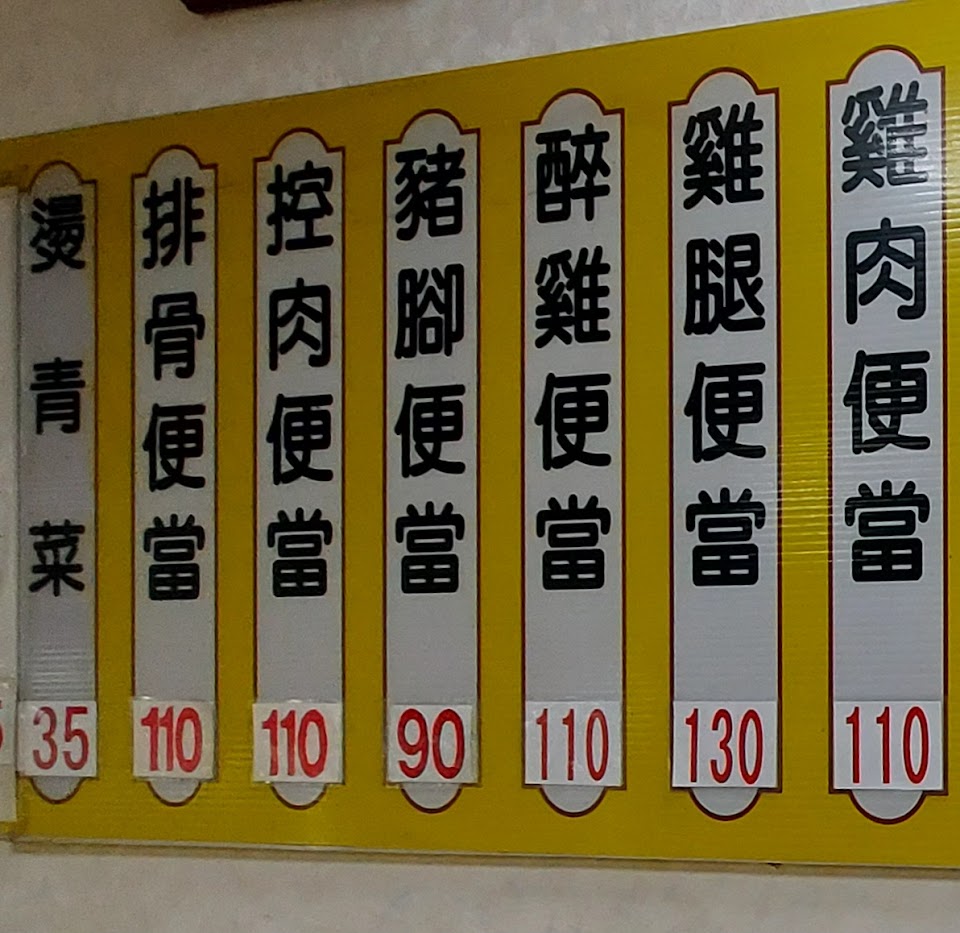 雞肉便當 110
雞腿便當 130
醉雞便當 110
豬腳便當 90
控肉便當 110
排骨便當 110
燙青菜 35